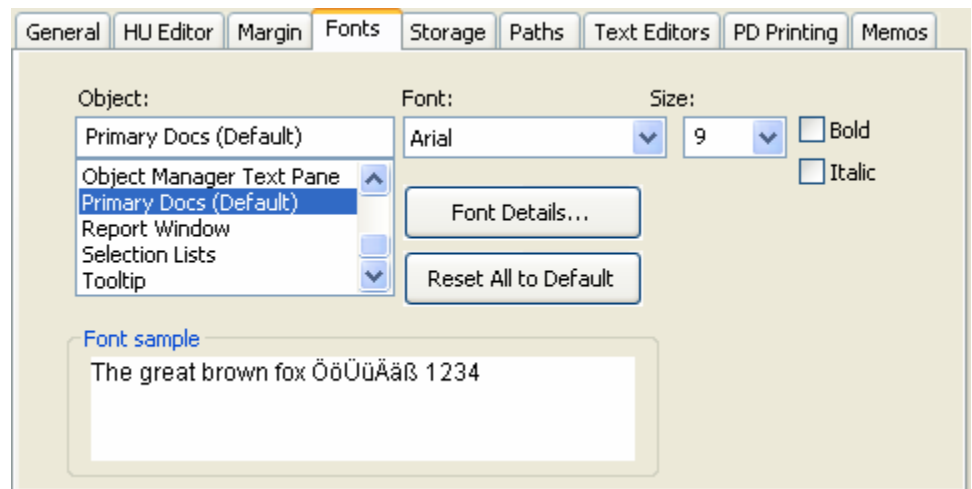 General HU Editor Margin Fonts Storage Paths Text Editors PD Printing Memos
Object: Font: Size:
Primary Docs (Default) Arial 9 Bold
Italic
Object Manager Text Pane
Primary Docs (Default)
Report Window
Selection Lists
Tooltip
Font Details...
Reset All to Default
Font sample
The great brown fox ÖöÜüÄäß 1234